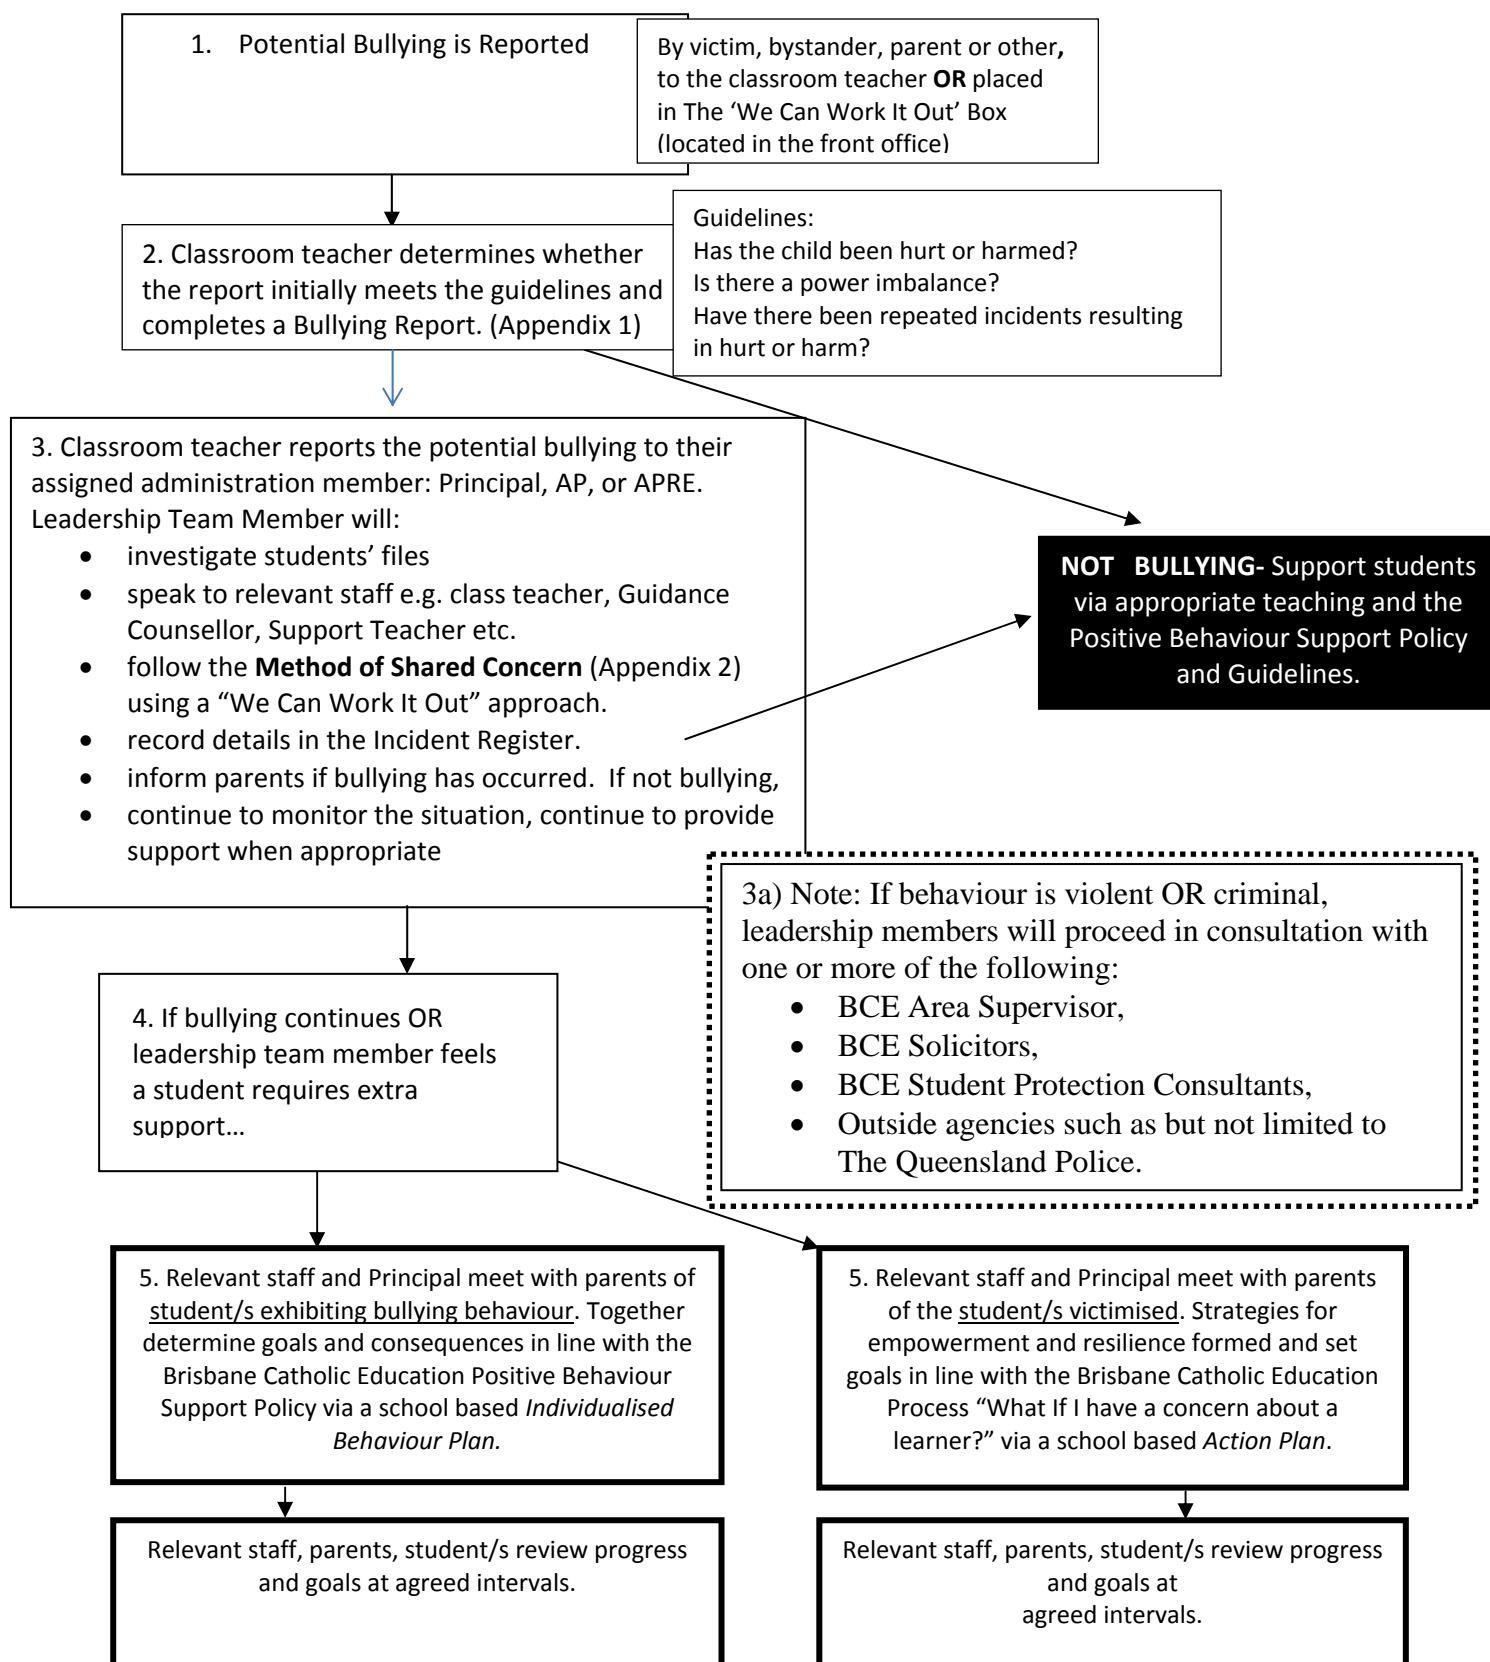 1. Potential Bullying is Reported
By victim, bystander, parent or other,
to the classroom teacher OR placed
in The ‘We Can Work It Out’ Box
(located in the front office)
2. Classroom teacher determines whether
the report initially meets the guidelines and
completes a Bullying Report. (Appendix 1)
Guidelines:
Has the child been hurt or harmed?
Is there a power imbalance?
Have there been repeated incidents resulting
in hurt or harm?
3. Classroom teacher reports the potential bullying to their
assigned administration member: Principal, AP, or APRE.
Leadership Team Member will:
• investigate students’ files
• speak to relevant staff e.g. class teacher, Guidance
Counsellor, Support Teacher etc.
• follow the Method of Shared Concern (Appendix 2)
using a “We Can Work It Out” approach.
• record details in the Incident Register.
• inform parents if bullying has occurred.  If not bullying,
• continue to monitor the situation, continue to provide
support when appropriate
NOT BULLYING- Support students
via appropriate teaching and the
Positive Behaviour Support Policy
and Guidelines.
3a) Note: If behaviour is violent OR criminal,
leadership members will proceed in consultation with
one or more of the following:
• BCE Area Supervisor,
• BCE Solicitors,
• BCE Student Protection Consultants,
• Outside agencies such as but not limited to
The Queensland Police.
4. If bullying continues OR
leadership team member feels
a student requires extra
support…
5. Relevant staff and Principal meet with parents of
student/s exhibiting bullying behaviour. Together
determine goals and consequences in line with the
Brisbane Catholic Education Positive Behaviour
Support Policy via a school based Individualised
Behaviour Plan.
5. Relevant staff and Principal meet with parents
of the student/s victimised. Strategies for
empowerment and resilience formed and set
goals in line with the Brisbane Catholic Education
Process “What If I have a concern about a
learner?” via a school based Action Plan.
Relevant staff, parents, student/s review progress
and goals at agreed intervals.
Relevant staff, parents, student/s review progress
and goals at
agreed intervals.